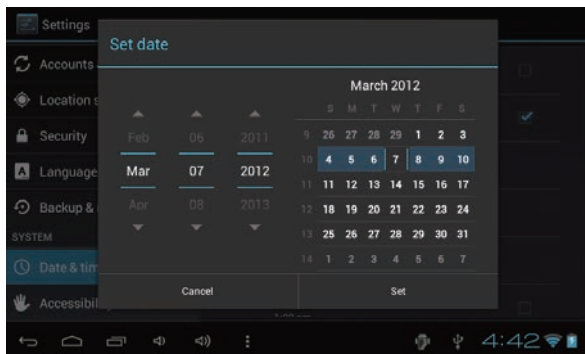 Settings
Set date
Accounts
Location s
Security
Language
Backup &
SYSTEM
Date & tim
Accessibil
Feb 06 2011
Mar 07 2012
Apr 08 2013
March 2012
S M T W T F S
9 26 27 28 29 1 2 3
10 4 5 6 7 8 9 10
11 11 12 13 14 15 16 17
12 18 19 20 21 22 23 24
13 25 26 27 28 29 30 31
14 1 2 3 4 5 6 7
Cancel
Set
4:42